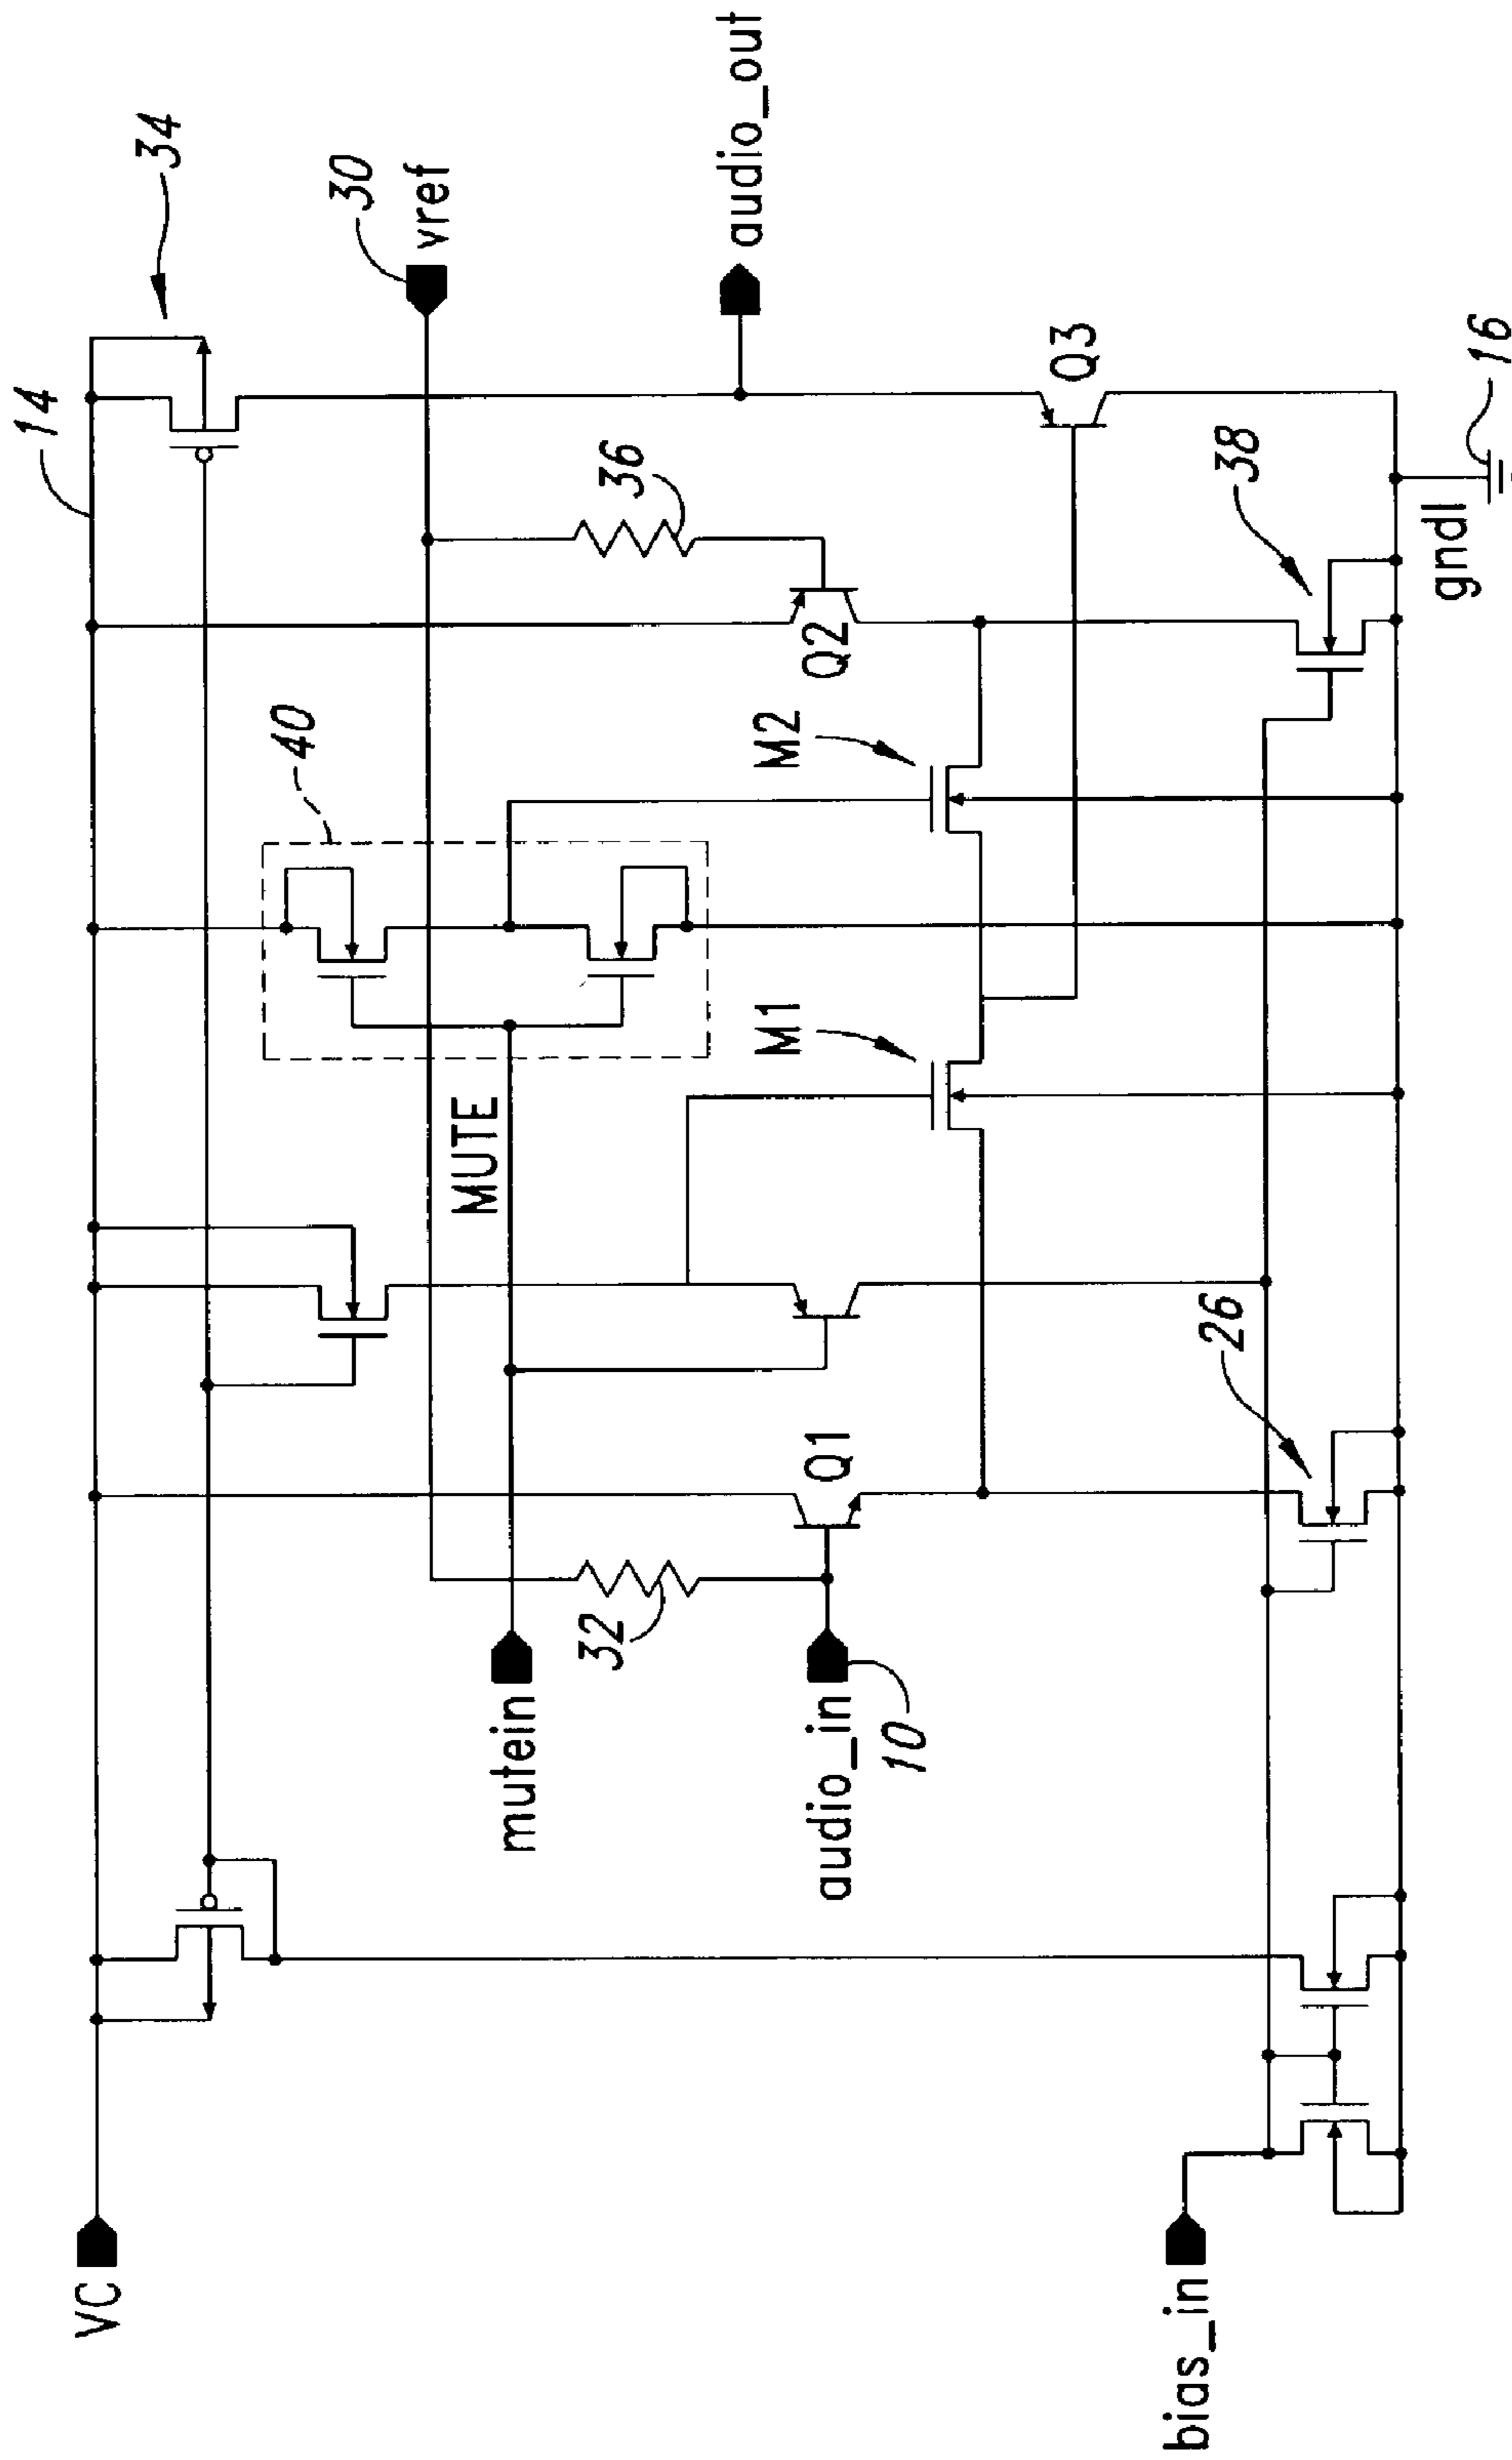 14
34
VC
30
vref
40
MUTE
mutein
36
audio_out
32
M1
M2
Q1
Q2
audio_in
10
Q3
26
38
bias_in
gndl
16